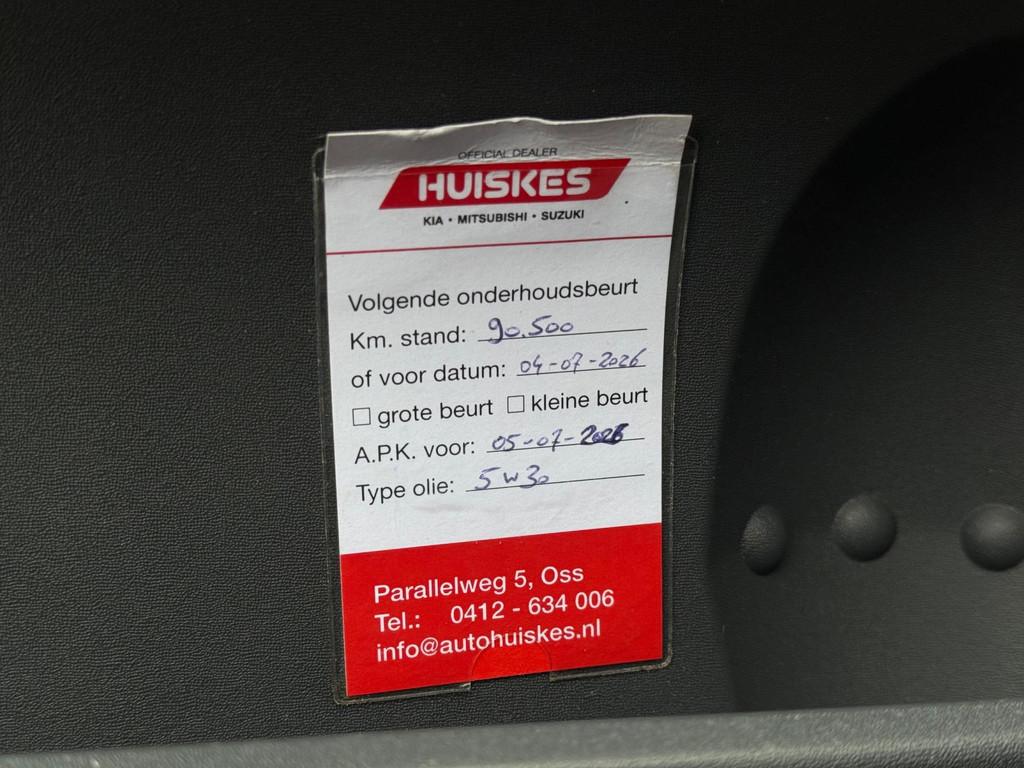 OFFICIAL DEALER
HUISKES
KIA • MITSUBISHI • SUZUKI
Volgende onderhoudsbeurt
Km. stand: 90.500
of voor datum: 04-07-2026
☐ grote beurt ☐ kleine beurt
A.P.K. voor: 05-07-2026
Type olie: 5w30
Parallelweg 5, Oss
Tel.: 0412 - 634 006
info@autohuiskes.nl